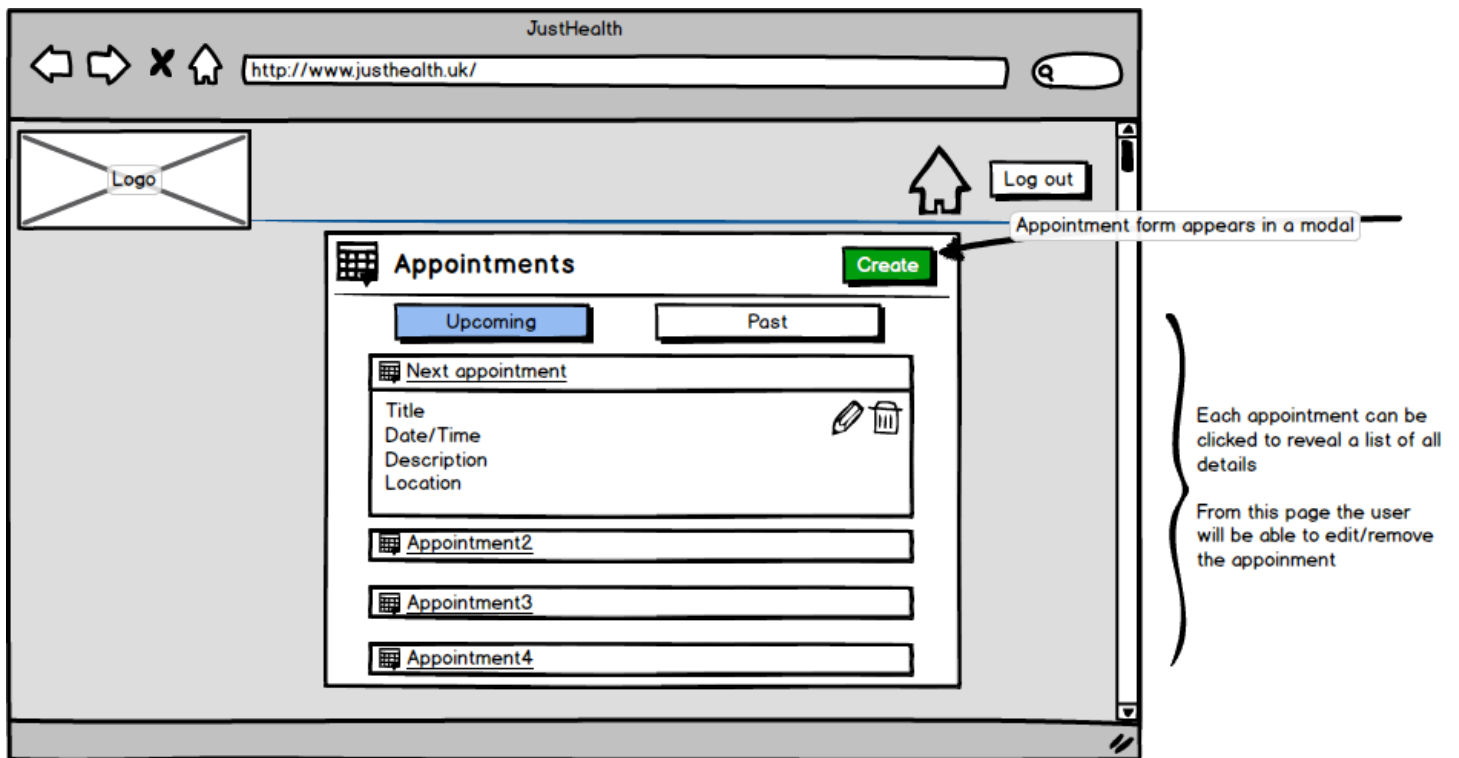 JustHealth
http://www.justhealth.uk/
Logo
Log out
Appointment form appears in a modal
Appointments
Create
Upcoming
Past
Next appointment
Title
Date/Time
Description
Location
Appointment2
Appointment3
Appointment4
Each appointment can be
clicked to reveal a list of all
details
From this page the user
will be able to edit/remove
the appoinment